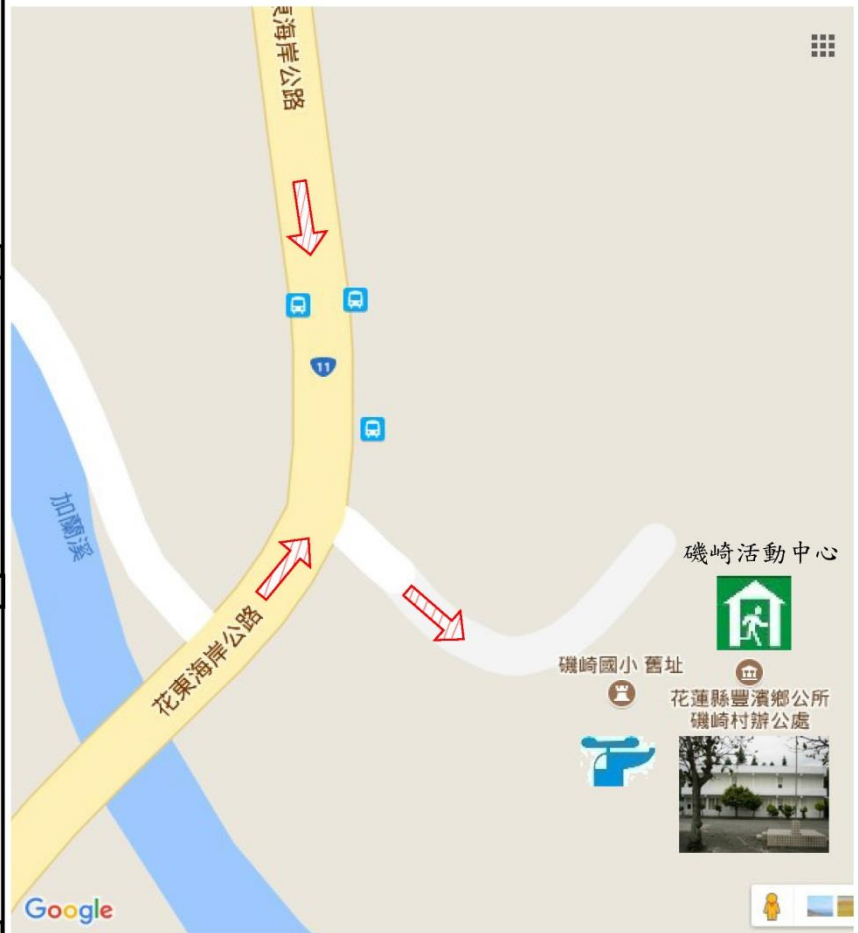 東海岸公路
11
加蘭溪
花東海岸公路
磯崎活動中心
磯崎國小 舊址
花蓮縣豐濱鄉公所
磯崎村辦公處
Google